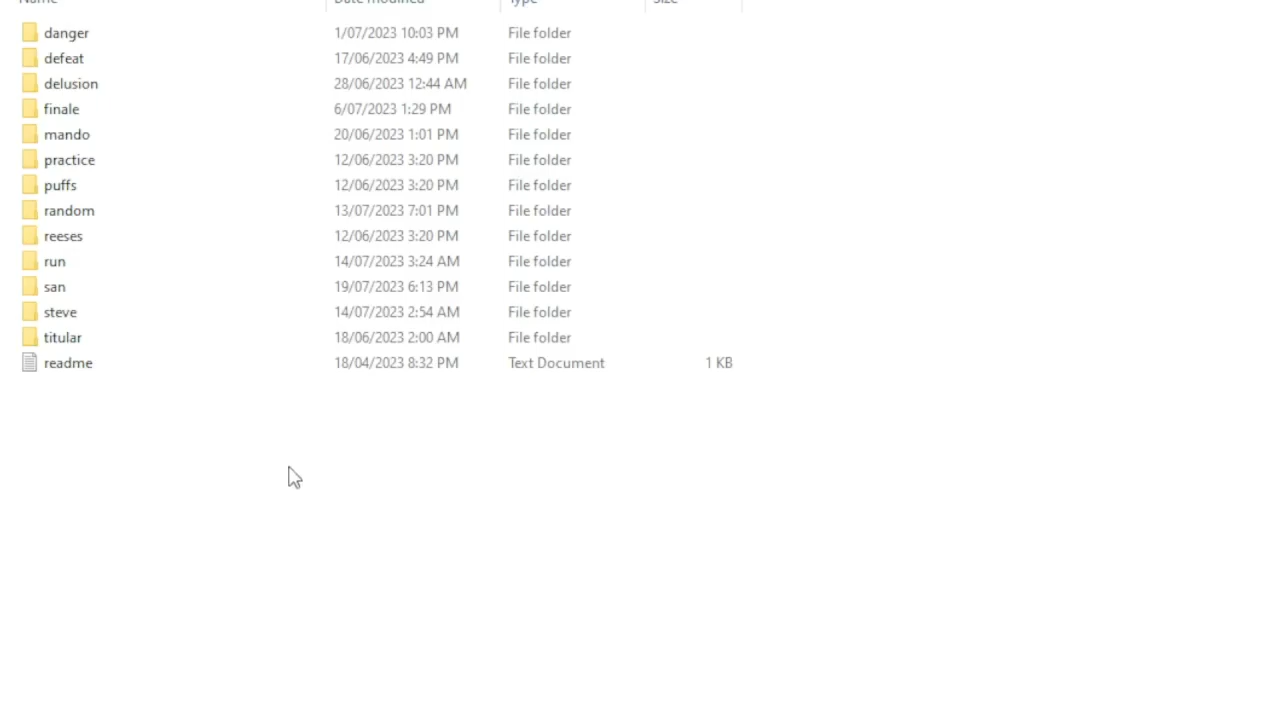 Name Date modified Type Size
danger 1/07/2023 10:03 PM File folder
defeat 17/06/2023 4:49 PM File folder
delusion 28/06/2023 12:44 AM File folder
finale 6/07/2023 1:29 PM File folder
mando 20/06/2023 1:01 PM File folder
practice 12/06/2023 3:20 PM File folder
puffs 12/06/2023 3:20 PM File folder
random 13/07/2023 7:01 PM File folder
reeses 12/06/2023 3:20 PM File folder
run 14/07/2023 3:24 AM File folder
san 19/07/2023 6:13 PM File folder
steve 14/07/2023 2:54 AM File folder
titular 18/06/2023 2:00 AM File folder
readme 18/04/2023 8:32 PM Text Document 1 KB